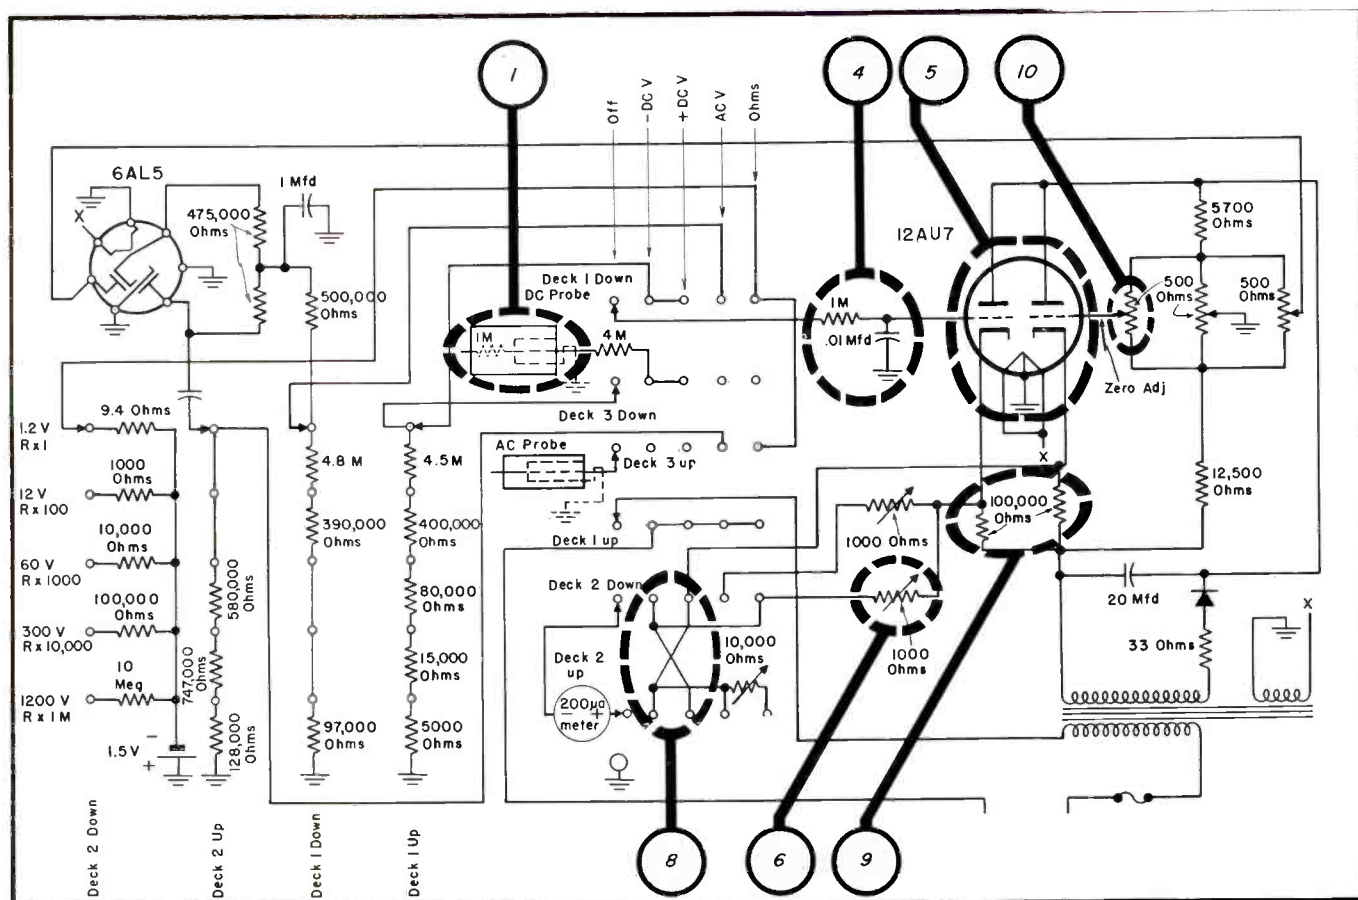 1
4
5
10
Off
-DC V
+DC V
AC V
Ohms
6AL5
1 Mfd
X
475,000
Ohms
500,000
Ohms
Deck 1 Down
DC Probe
1M
4 M
1M
.01 Mfd
12AU7
5700
Ohms
500
Ohms
500
Ohms
Zero Adj
Deck 3 Down
AC Probe
Deck 3 up
X
9.4 Ohms
1.2 V
R x 1
1000
Ohms
12 V
R x 100
10,000
Ohms
60 V
R x 1000
100,000
Ohms
300 V
R x 10,000
10
Meg
1200 V
R x 1 M
-
1.5V
+
580,000
Ohms
747,000
Ohms
128,000
Ohms
4.8 M
390,000
Ohms
97,000
Ohms
4.5M
400,000
Ohms
80,000
Ohms
15,000
Ohms
5000
Ohms
Deck 1 up
Deck 2 Down
Deck 2
up
- +
200µa
meter
1000 Ohms
1000
Ohms
10,000
Ohms
100,000
Ohms
12,500
Ohms
20 Mfd
33 Ohms
X
Deck 2 Down
Deck 2 Up
Deck 1 Down
Deck 1 Up
8
6
9